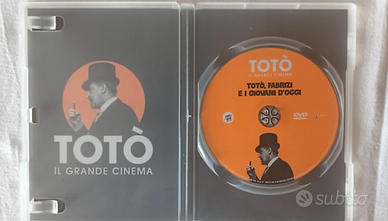 TOTÒ
IL GRANDE CINEMA
TOTÒ
IL GRANDE CINEMA
TOTÒ, FABRIZI
E I GIOVANI D'OGGI
DVD
subito